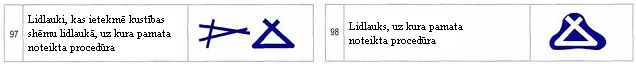 97
Lidlauki, kas ietekmē kustības
shēmu lidlaukā, uz kura pamata
noteikta procedūra
98
Lidlauks, uz kura pamata
noteikta procedūra